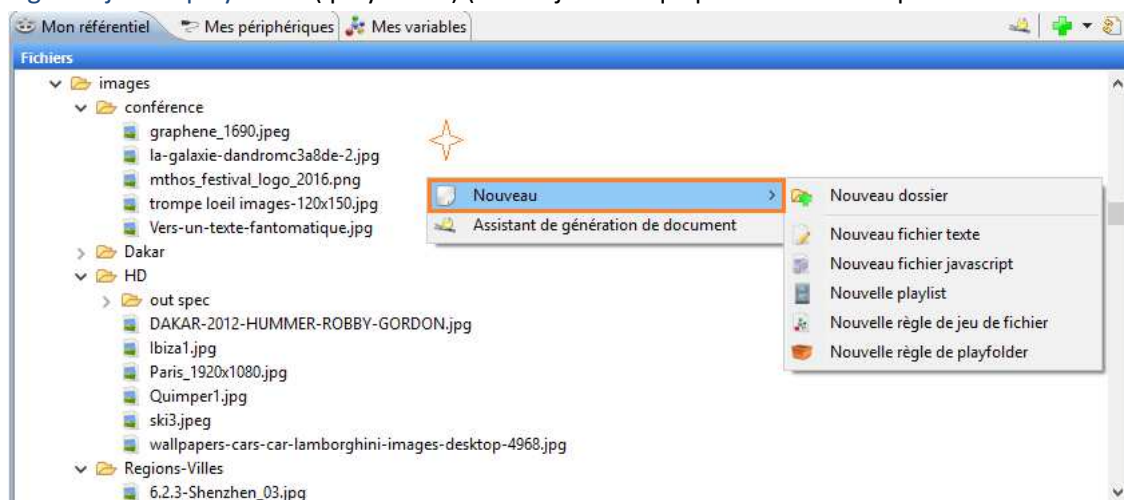 Mon référentiel Mes périphériques Mes variables
Fichiers
images
conférence
graphene_1690.jpeg
la-galaxie-dandromc3a8de-2.jpg
mthos_festival_logo_2016.png
trompe loeil images-120x150.jpg
Vers-un-texte-fantomatique.jpg
Dakar
HD
out spec
DAKAR-2012-HUMMER-ROBBY-GORDON.jpg
Ibiza1.jpg
Paris_1920x1080.jpg
Quimper1.jpg
ski3.jpeg
wallpapers-cars-car-lamborghini-images-desktop-4968.jpg
Regions-Villes
6.2.3-Shenzhen_03.jpg
Nouveau
Assistant de génération de document
Nouveau dossier
Nouveau fichier texte
Nouveau fichier javascript
Nouvelle playlist
Nouvelle règle de jeu de fichier
Nouvelle règle de playfolder